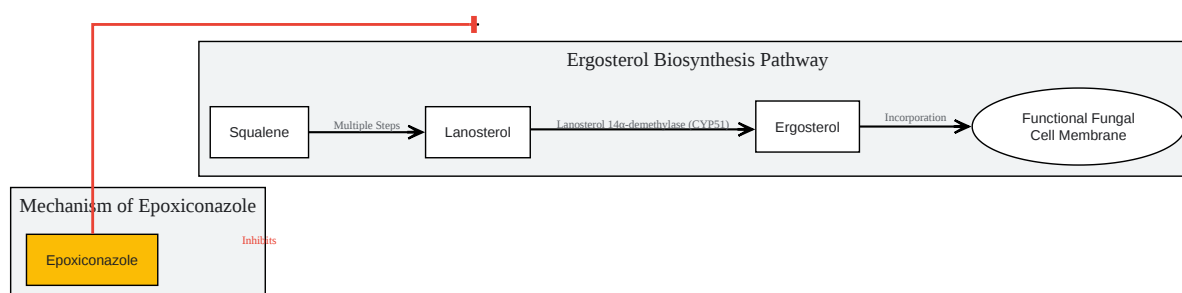 Ergosterol Biosynthesis Pathway
Squalene
Multiple Steps
Lanosterol
Lanosterol 14α-demethylase (CYP51)
Ergosterol
Incorporation
Functional Fungal
Cell Membrane
Mechanism of Epoxiconazole
Inhibits
Epoxiconazole